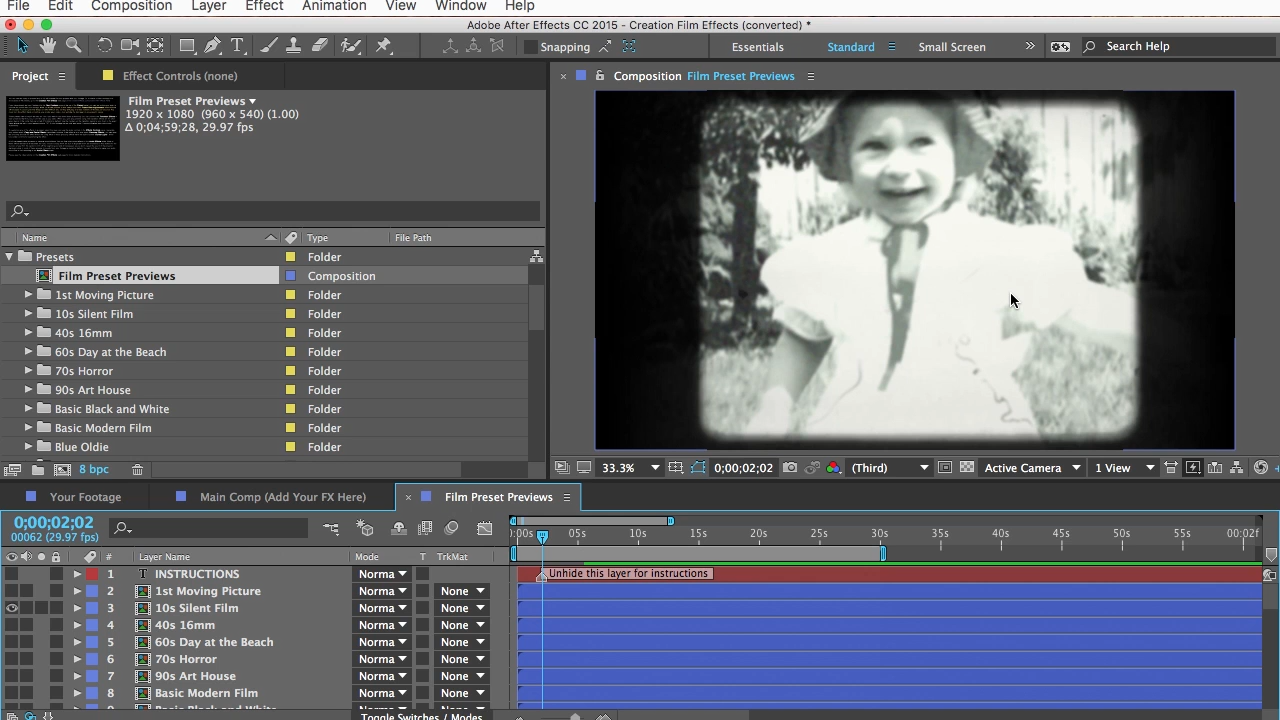 File Edit Composition Layer Effect Animation View Window Help
Adobe After Effects CC 2015 - Creation Film Effects (converted) *
Snapping Essentials Standard Small Screen » Search Help
Project Effect Controls (none)
Film Preset Previews
1920 x 1080 (960 x 540) (1.00)
Δ 0;04;59;28, 29.97 fps
Name Type File Path
Presets Folder
Film Preset Previews Composition
1st Moving Picture Folder
10s Silent Film Folder
40s 16mm Folder
60s Day at the Beach Folder
70s Horror Folder
90s Art House Folder
Basic Black and White Folder
Basic Modern Film Folder
Blue Oldie Folder
8 bpc
Composition Film Preset Previews
33.3% 0;00;02;02 (Third) Active Camera 1 View
Your Footage Main Comp (Add Your FX Here) Film Preset Previews
0;00;02;02
00062 (29.97 fps)
:00s 05s 10s 15s 20s 25s 30s 35s 40s 45s 50s 55s 00:02f
# Layer Name Mode T TrkMat
1 T INSTRUCTIONS Norma Unhide this layer for instructions
2 1st Moving Picture Norma None
3 10s Silent Film Norma None
4 40s 16mm Norma None
5 60s Day at the Beach Norma None
6 70s Horror Norma None
7 90s Art House Norma None
8 Basic Modern Film Norma None
Toggle Switches / Modes